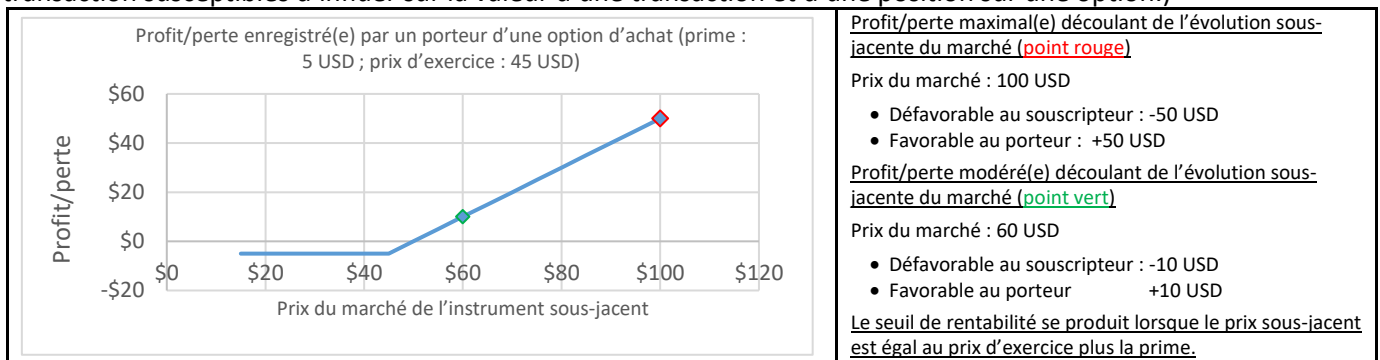 transaction susceptibles d'influer sur la valeur d'une transaction et d'une position sur une option.)
Profit/perte enregistré(e) par un porteur d'une option d'achat (prime :
5 USD ; prix d'exercice : 45 USD)
$60
$40
$20
$0
-$20
Profit/perte
$0
$20
$40
$60
$80
$100
$120
Prix du marché de l'instrument sous-jacent
Profit/perte maximal(e) découlant de l'évolution sous-
jacente du marché (point rouge)
Prix du marché : 100 USD
• Défavorable au souscripteur : -50 USD
• Favorable au porteur : +50 USD
Profit/perte modéré(e) découlant de l'évolution sous-
jacente du marché (point vert)
Prix du marché : 60 USD
• Défavorable au souscripteur : -10 USD
• Favorable au porteur +10 USD
Le seuil de rentabilité se produit lorsque le prix sous-jacent
est égal au prix d'exercice plus la prime.